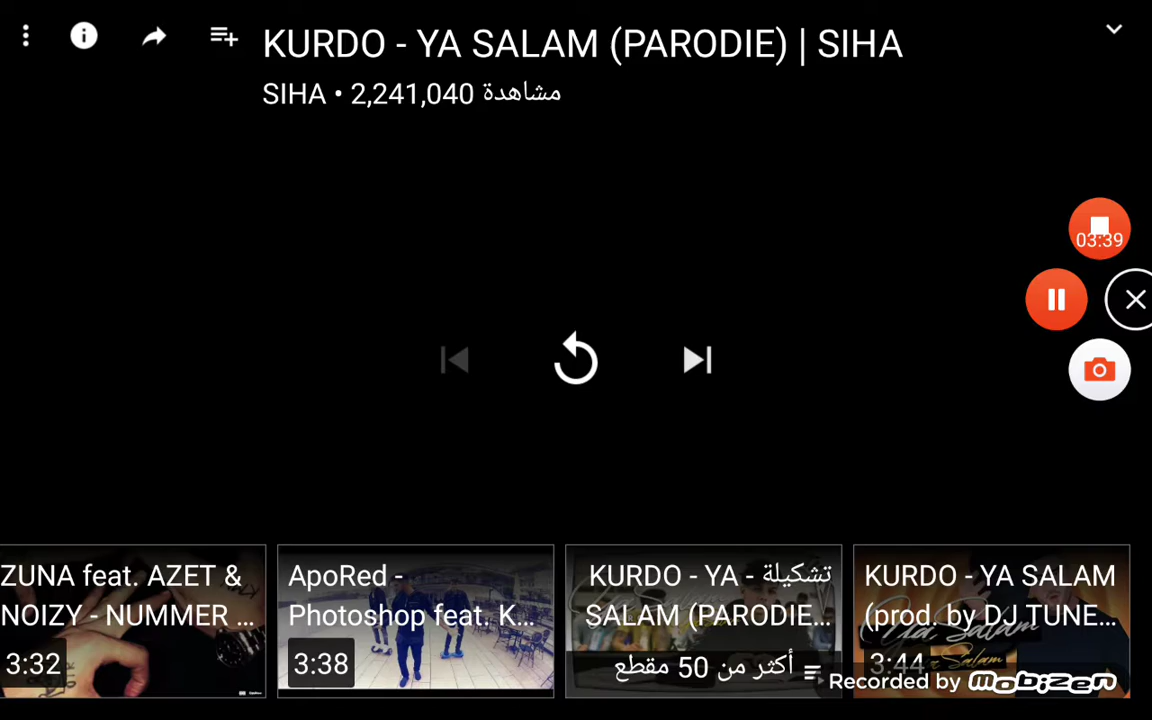 KURDO - YA SALAM (PARODIE) | SIHA
SIHA • 2,241,040 مشاهدة
03:39
ZUNA feat. AZET &
NOIZY - NUMMER ...
3:32
ApoRed -
Photoshop feat. K...
3:38
تشكيلة - KURDO - YA
SALAM (PARODIE...
أكثر من 50 مقطع
KURDO - YA SALAM
(prod. by DJ TUNE...
Ya Salam
3:44
Recorded by mobizen